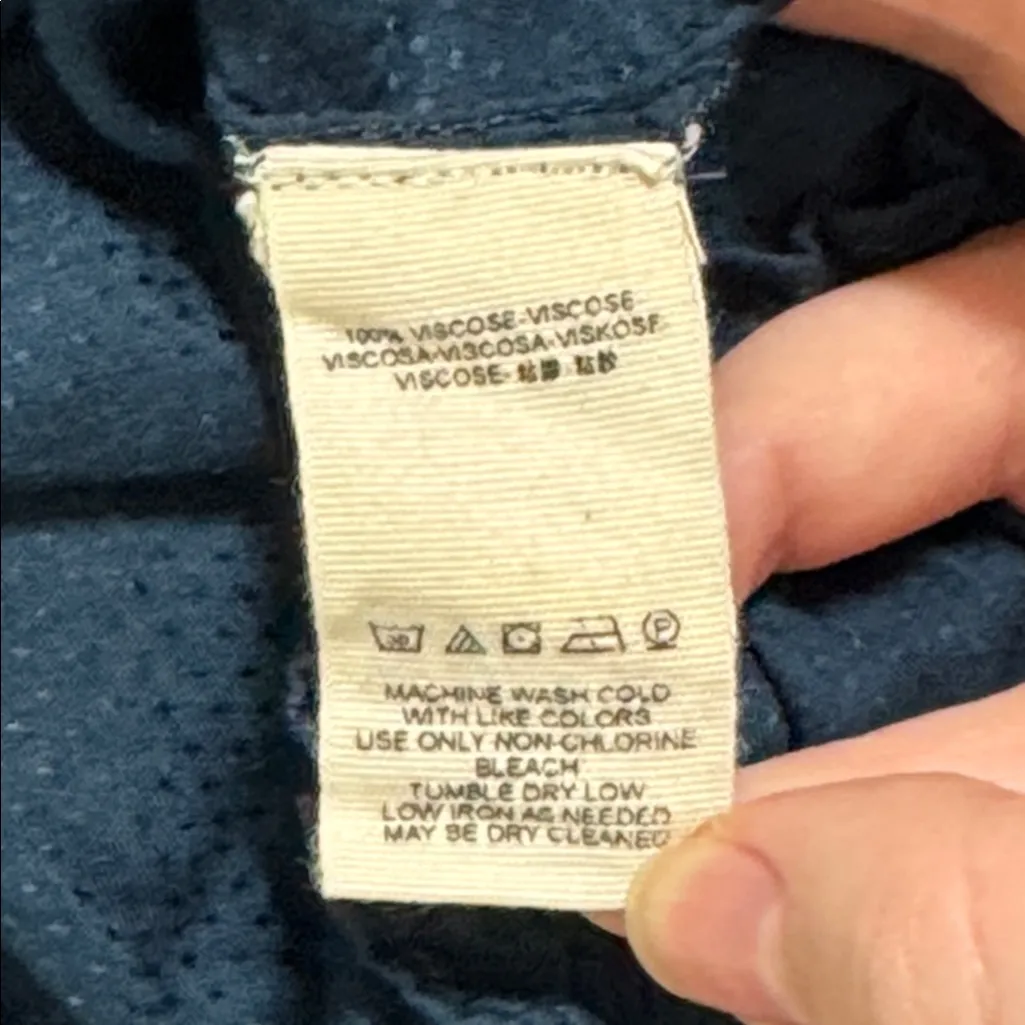 100% VISCOSE-VISCOSE
VISCOSA-VISCOSA-VISKOSE
VISCOSE-
30
P
MACHINE WASH COLD
WITH LIKE COLORS
USE ONLY NON-CHLORINE
BLEACH
TUMBLE DRY LOW
LOW IRON AS NEEDED
MAY BE DRY CLEANED